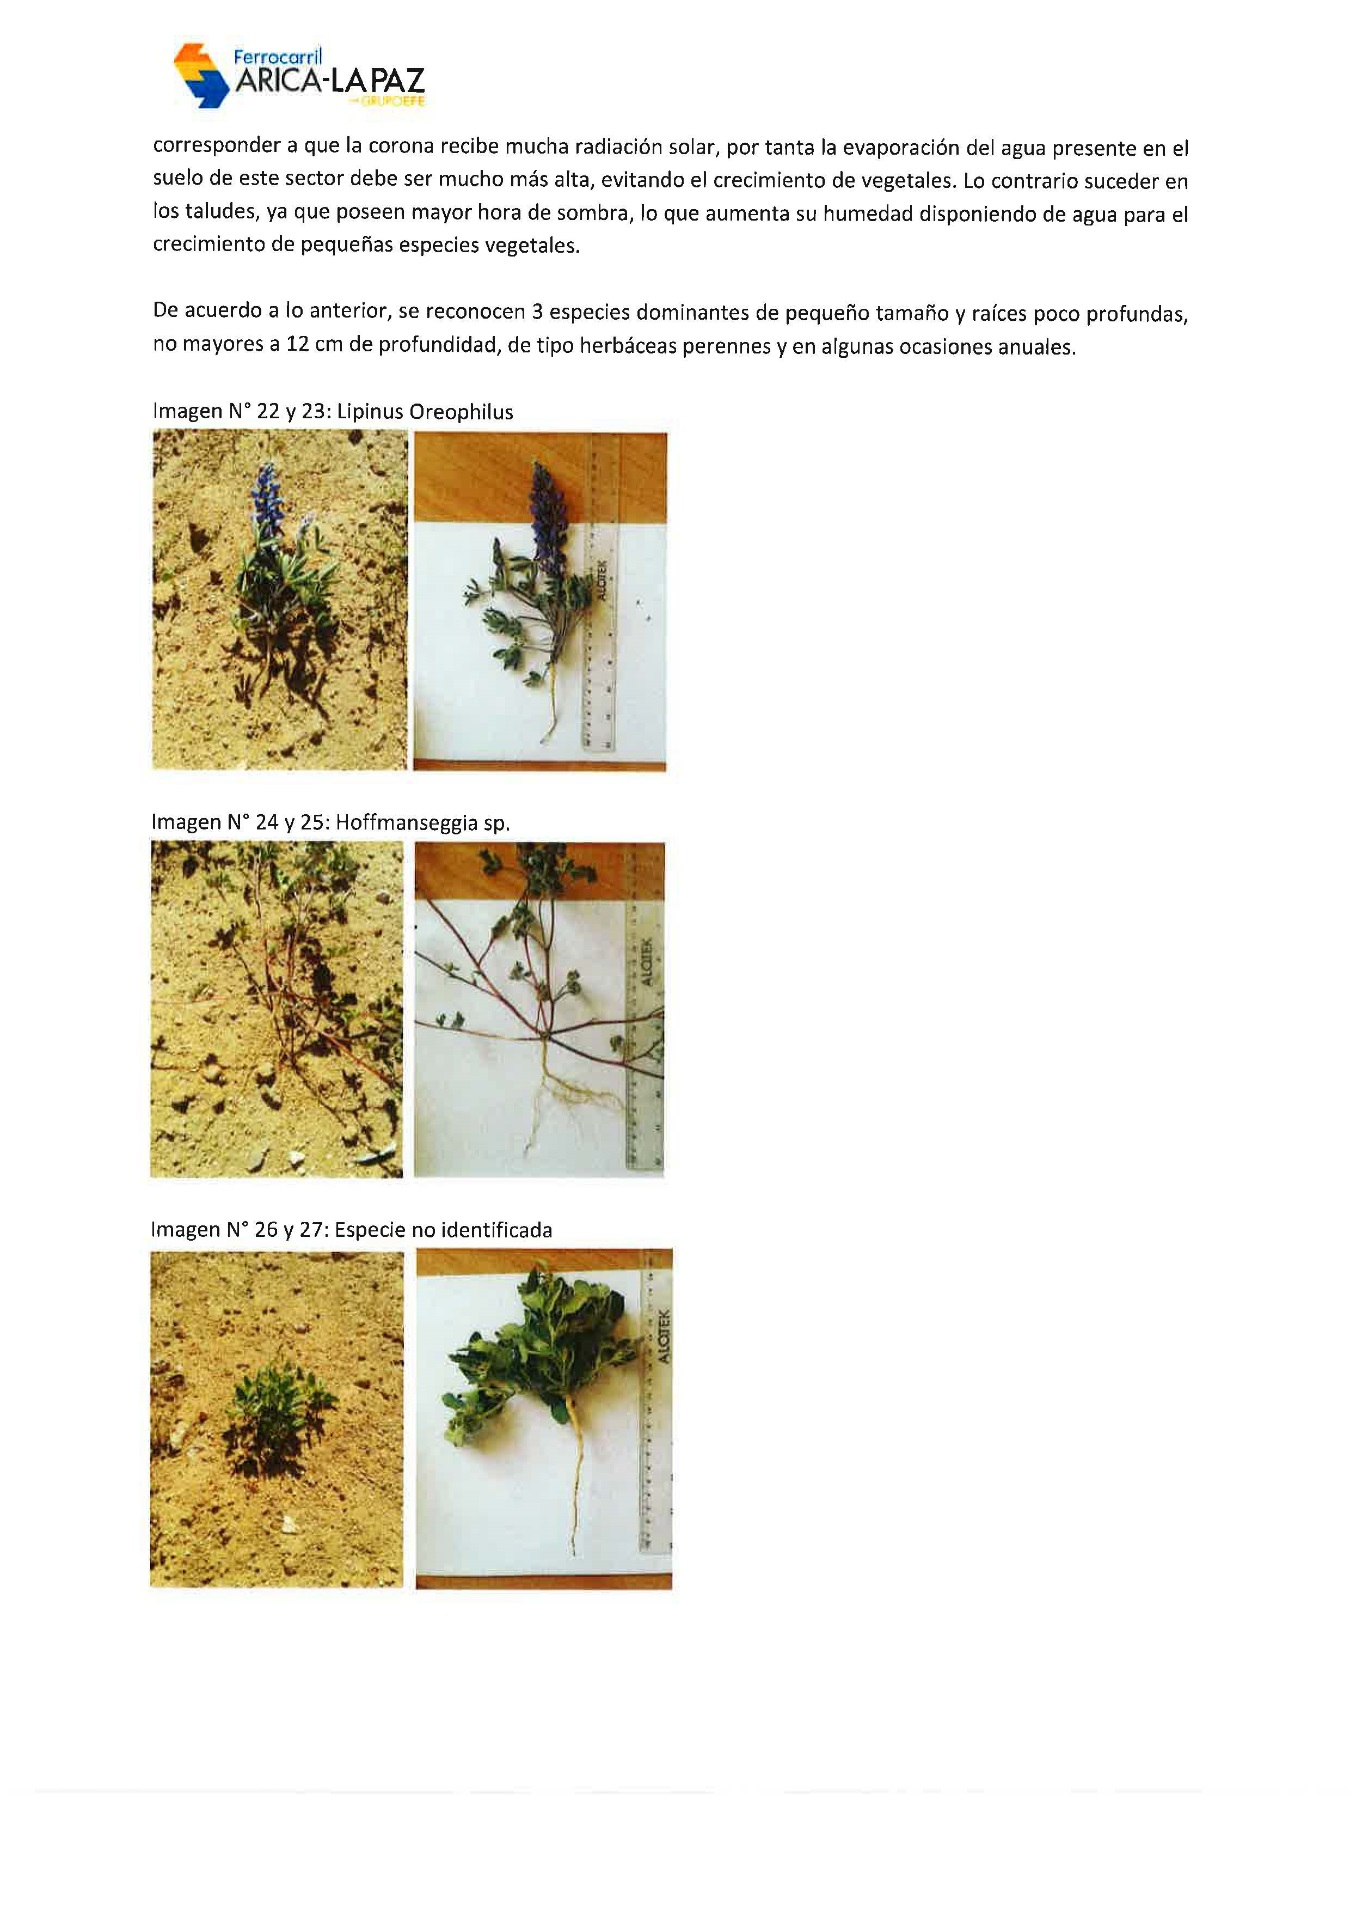 Ferrocarril
ARICA-LA PAZ
GRUPOEFE
corresponder a que la corona recibe mucha radiación solar, por tanta la evaporación del agua presente en el
suelo de este sector debe ser mucho más alta, evitando el crecimiento de vegetales. Lo contrario suceder en
los taludes, ya que poseen mayor hora de sombra, lo que aumenta su humedad disponiendo de agua para el
crecimiento de pequeñas especies vegetales.
De acuerdo a lo anterior, se reconocen 3 especies dominantes de pequeño tamaño y raíces poco profundas,
no mayores a 12 cm de profundidad, de tipo herbáceas perennes y en algunas ocasiones anuales.
Imagen N° 22 y 23: Lipinus Oreophilus
ALOTEK
Imagen N° 24 y 25: Hoffmanseggia sp.
ALOTEK
Imagen N° 26 y 27: Especie no identificada
ALOTEK